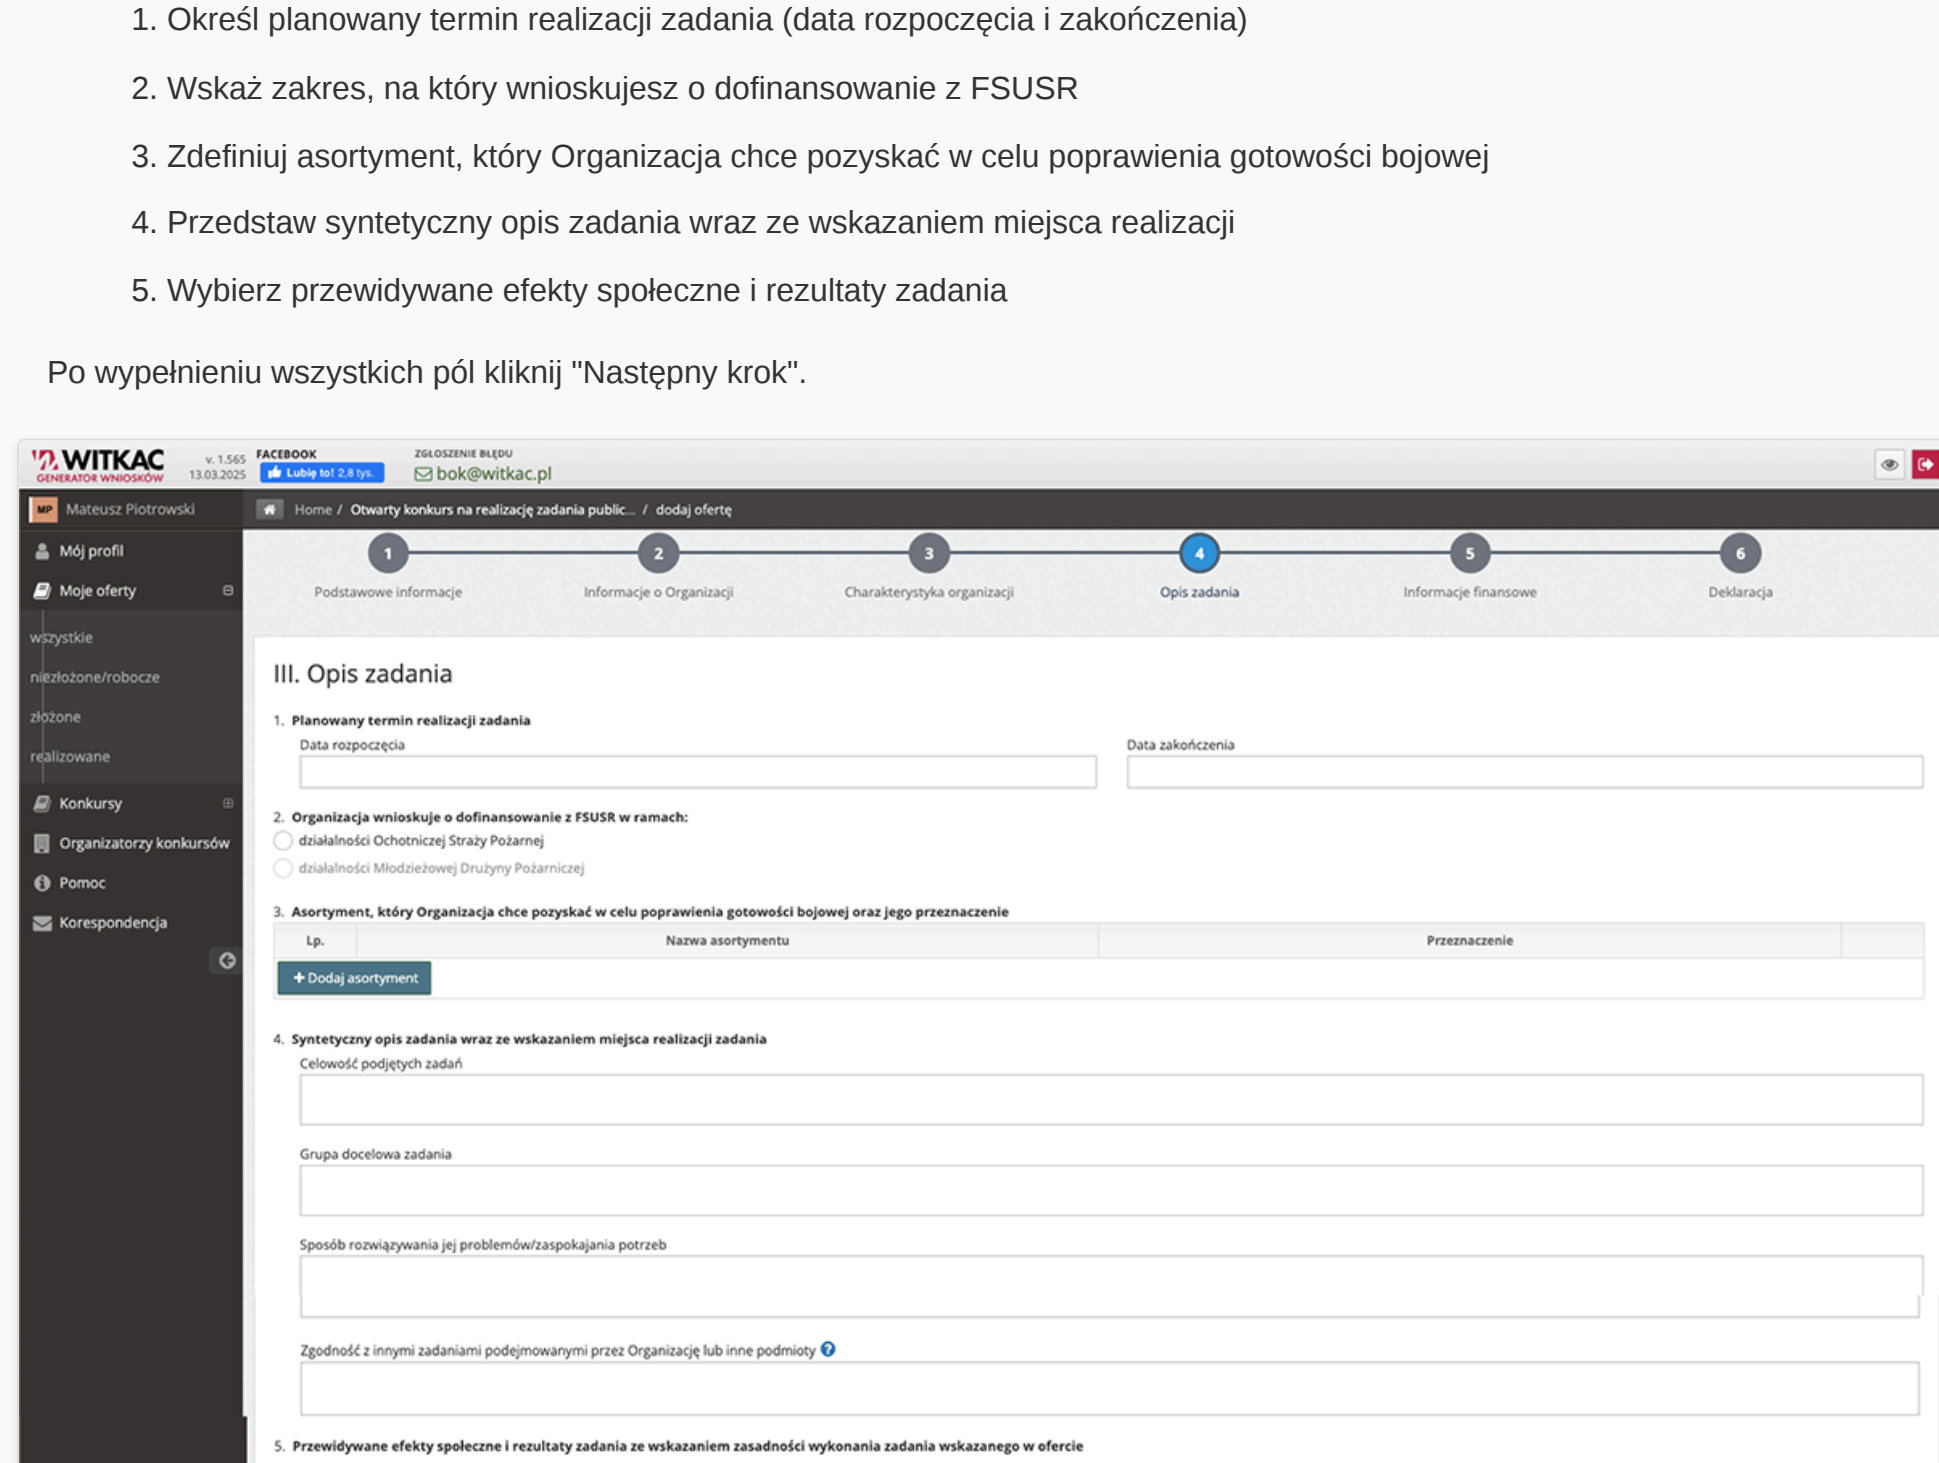 1. Określ planowany termin realizacji zadania (data rozpoczęcia i zakończenia)
2. Wskaż zakres, na który wnioskujesz o dofinansowanie z FSUSR
3. Zdefiniuj asortyment, który Organizacja chce pozyskać w celu poprawienia gotowości bojowej
4. Przedstaw syntetyczny opis zadania wraz ze wskazaniem miejsca realizacji
5. Wybierz przewidywane efekty społeczne i rezultaty zadania
Po wypełnieniu wszystkich pól kliknij "Następny krok".
WITKAC
GENERATOR WNIOSKÓW
v. 1.565
13.03.2025
FACEBOOK
Lubię to! 2,8 tys.
ZGŁOSZENIE BŁĘDU
bok@witkac.pl
MP Mateusz Piotrowski
Home / Otwarty konkurs na realizację zadania public... / dodaj ofertę
Mój profil
Moje oferty
wszystkie
niezłożone/robocze
złożone
realizowane
Konkursy
Organizatorzy konkursów
Pomoc
Korespondencja
1 2 3 4 5 6
Podstawowe informacje Informacje o Organizacji Charakterystyka organizacji Opis zadania Informacje finansowe Deklaracja
III. Opis zadania
1. Planowany termin realizacji zadania
Data rozpoczęcia Data zakończenia
2. Organizacja wnioskuje o dofinansowanie z FSUSR w ramach:
działalności Ochotniczej Straży Pożarnej
działalności Młodzieżowej Drużyny Pożarniczej
3. Asortyment, który Organizacja chce pozyskać w celu poprawienia gotowości bojowej oraz jego przeznaczenie
Lp. Nazwa asortymentu Przeznaczenie
+ Dodaj asortyment
4. Syntetyczny opis zadania wraz ze wskazaniem miejsca realizacji zadania
Celowość podjętych zadań
Grupa docelowa zadania
Sposób rozwiązywania jej problemów/zaspokajania potrzeb
Zgodność z innymi zadaniami podejmowanymi przez Organizację lub inne podmioty ?
5. Przewidywane efekty społeczne i rezultaty zadania ze wskazaniem zasadności wykonania zadania wskazanego w ofercie